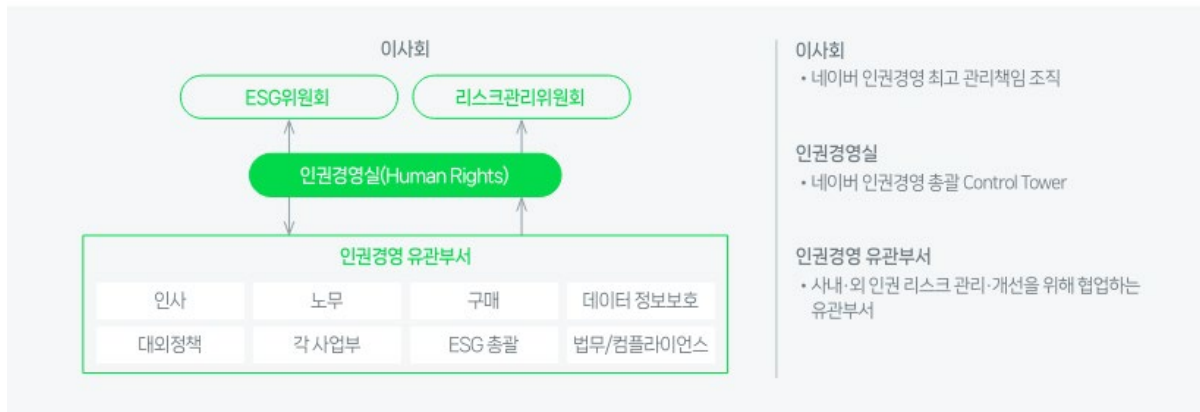 이사회
ESG위원회
리스크관리위원회
인권경영실(Human Rights)
인권경영 유관부서
인사
노무
구매
데이터 정보보호
대외정책
각 사업부
ESG 총괄
법무/컴플라이언스
이사회
• 네이버 인권경영 최고 관리책임 조직
인권경영실
• 네이버 인권경영 총괄 Control Tower
인권경영 유관부서
• 사내·외 인권 리스크 관리·개선을 위해 협업하는
유관부서